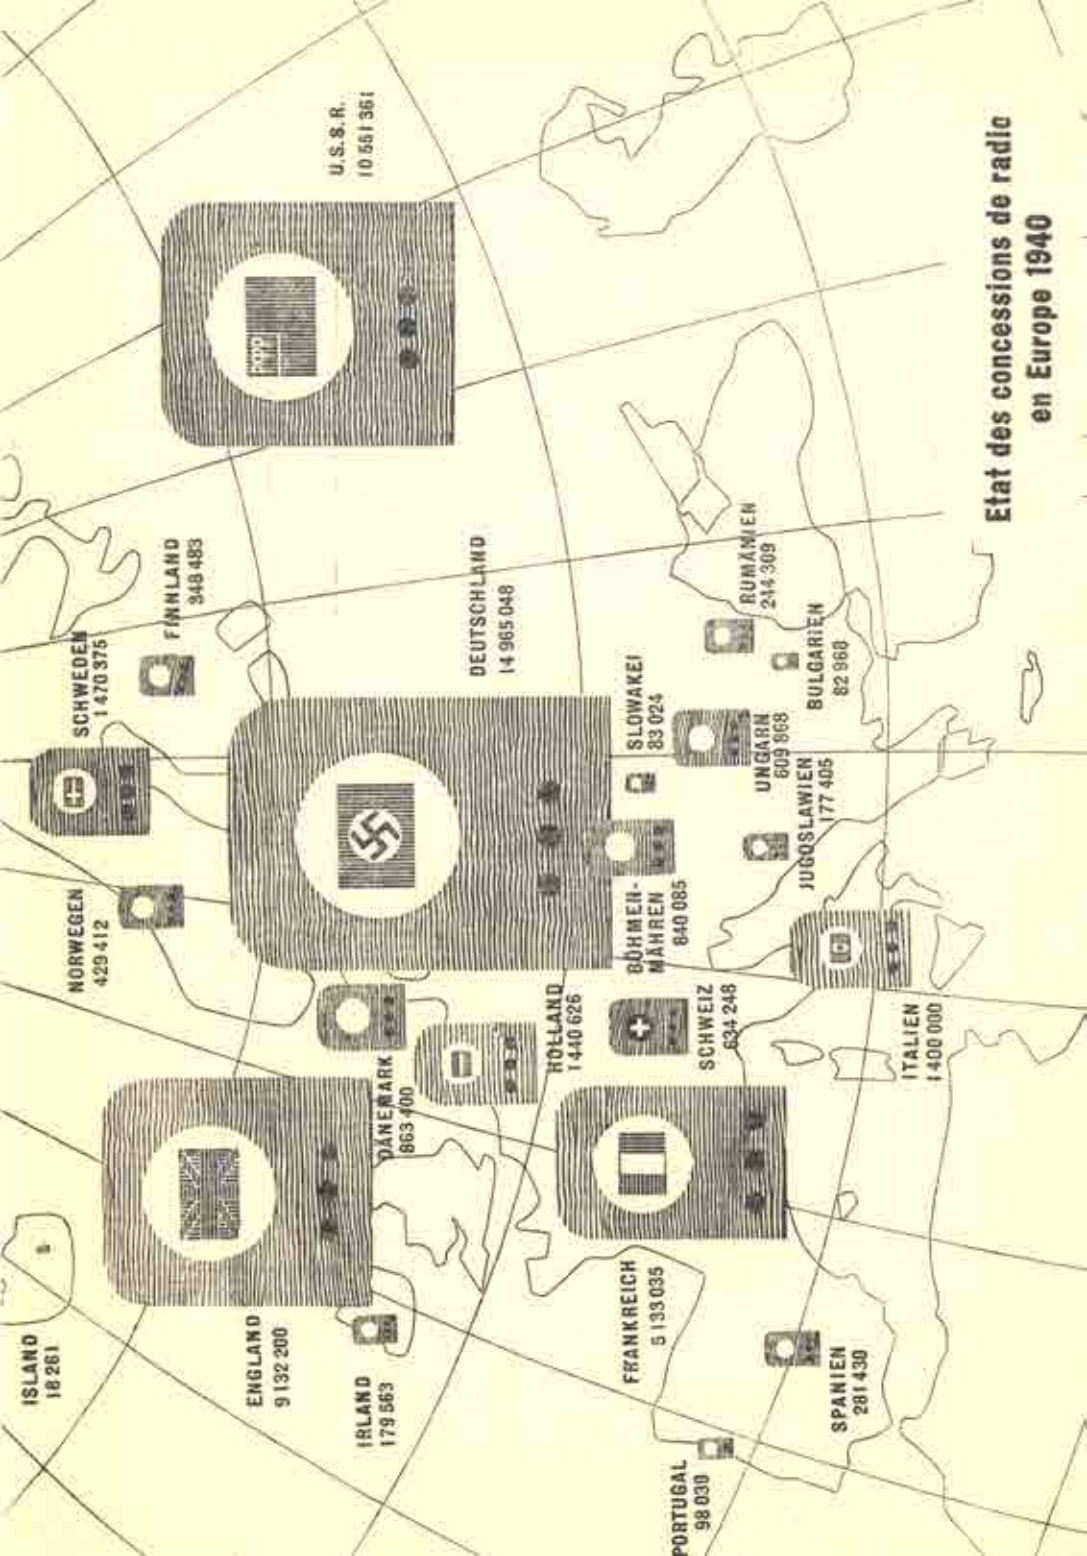 ISLAND
18 261
NORWEGEN
429 412
SCHWEDEN
1 470 375
FINNLAND
348 483
ENGLAND
9 132 200
U.S.S.R.
10 551 361
IRLAND
179 563
DÄNEMARK
863 400
DEUTSCHLAND
14 965 048
HOLLAND
1 440 626
FRANKREICH
5 133 035
BÖHMEN-
MÄHREN
840 085
SLOWAKEI
83 024
PORTUGAL
98 030
SCHWEIZ
634 248
UNGARN
609 868
RUMÄNIEN
244 309
JUGOSLAWIEN
177 405
BULGARIEN
82 968
SPANIEN
281 430
ITALIEN
1 400 000
Etat des concessions de radio
en Europe 1940